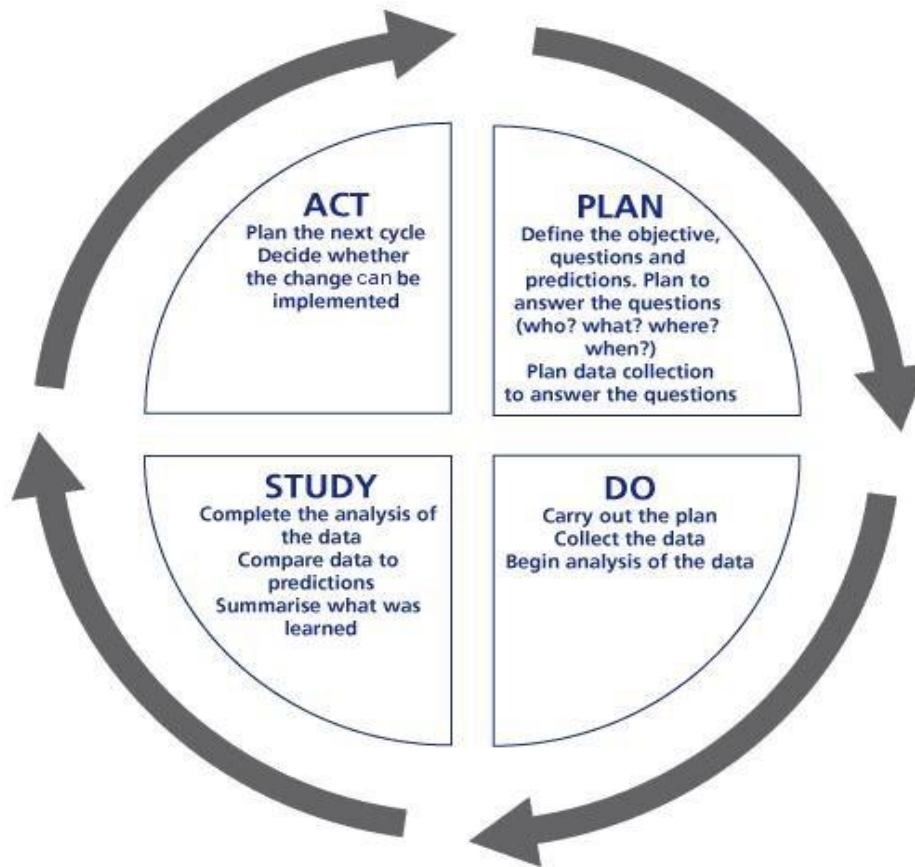 ACT
Plan the next cycle
Decide whether
the change can be
implemented
PLAN
Define the objective,
questions and
predictions. Plan to
answer the questions
(who? what? where?
when?)
Plan data collection
to answer the questions
STUDY
Complete the analysis of
the data
Compare data to
predictions
Summarise what was
learned
DO
Carry out the plan
Collect the data
Begin analysis of the data